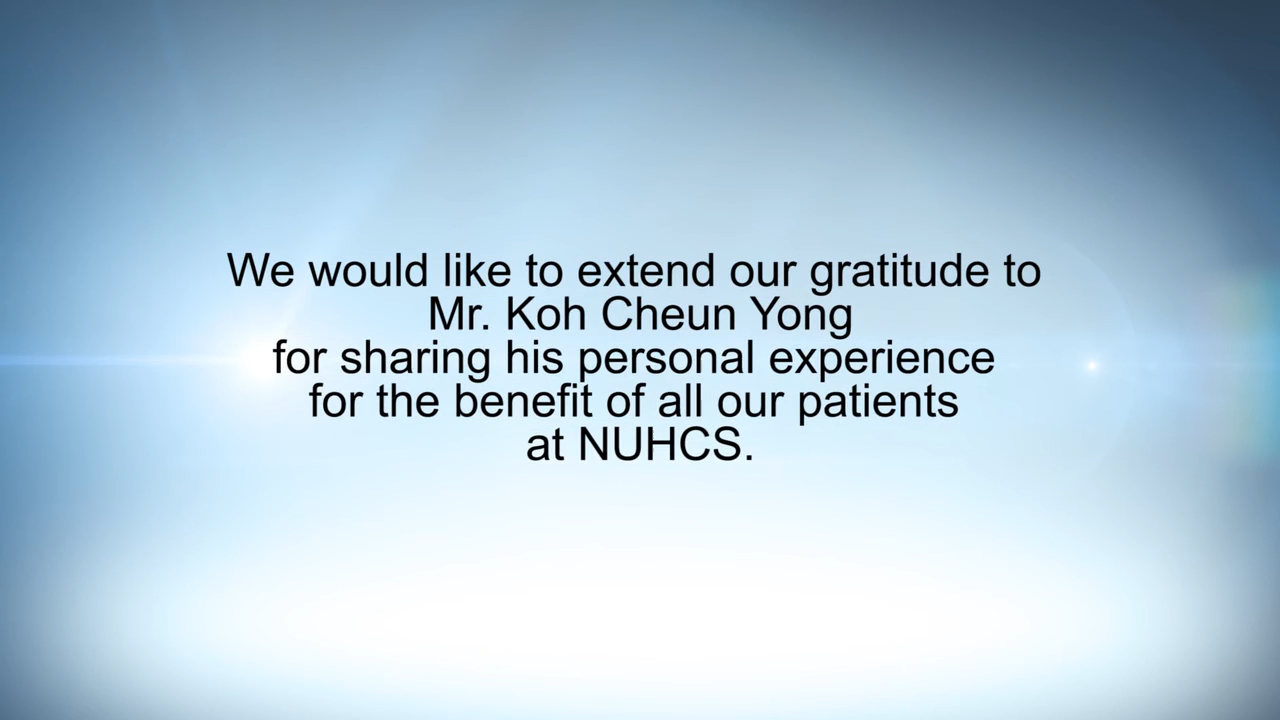 We would like to extend our gratitude to
Mr. Koh Cheun Yong
for sharing his personal experience
for the benefit of all our patients
at NUHCS.